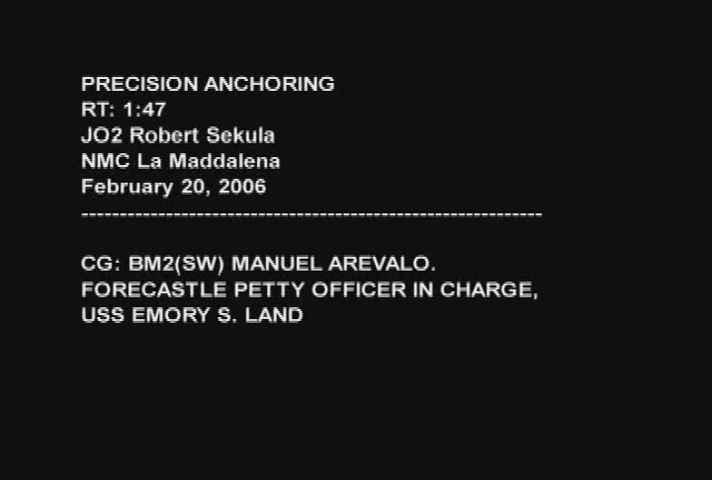 PRECISION ANCHORING
RT: 1:47
JO2 Robert Sekula
NMC La Maddalena
February 20, 2006
------------------------------------------------------------
CG: BM2(SW) MANUEL AREVALO.
FORECASTLE PETTY OFFICER IN CHARGE,
USS EMORY S. LAND